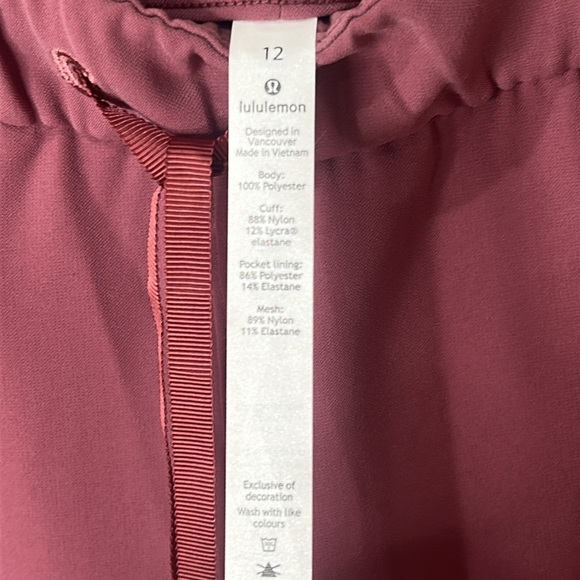 12
lululemon
Designed in
Vancouver
Made in Vietnam
Body:
100% Polyester
Cuff:
88% Nylon
12% Lycra®
elastane
Pocket lining:
86% Polyester
14% Elastane
Mesh:
89% Nylon
11% Elastane
Exclusive of
decoration
Wash with like
colours